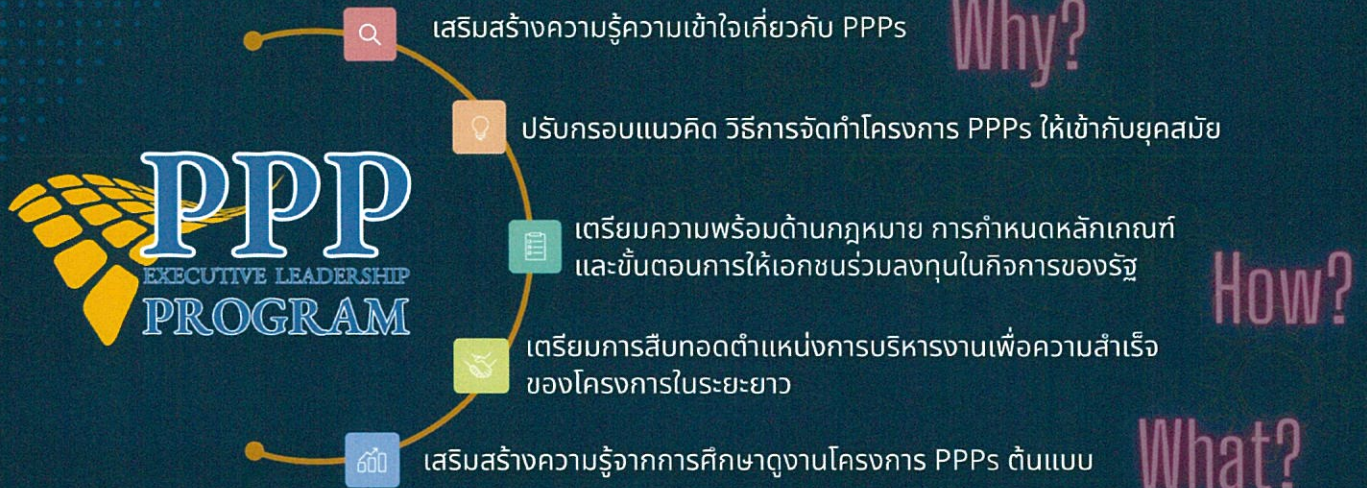 เสริมสร้างความรู้ความเข้าใจเกี่ยวกับ PPPs
Why?
ปรับกรอบแนวคิด วิธีการจัดทำโครงการ PPPs ให้เข้ากับยุคสมัย
PPP
EXECUTIVE LEADERSHIP
PROGRAM
เตรียมความพร้อมด้านกฎหมาย การกำหนดหลักเกณฑ์
และขั้นตอนการให้เอกชนร่วมลงทุนในกิจการของรัฐ
How?
เตรียมการสืบทอดตำแหน่งการบริหารงานเพื่อความสำเร็จ
ของโครงการในระยะยาว
เสริมสร้างความรู้จากการศึกษาดูงานโครงการ PPPs ต้นแบบ
What?